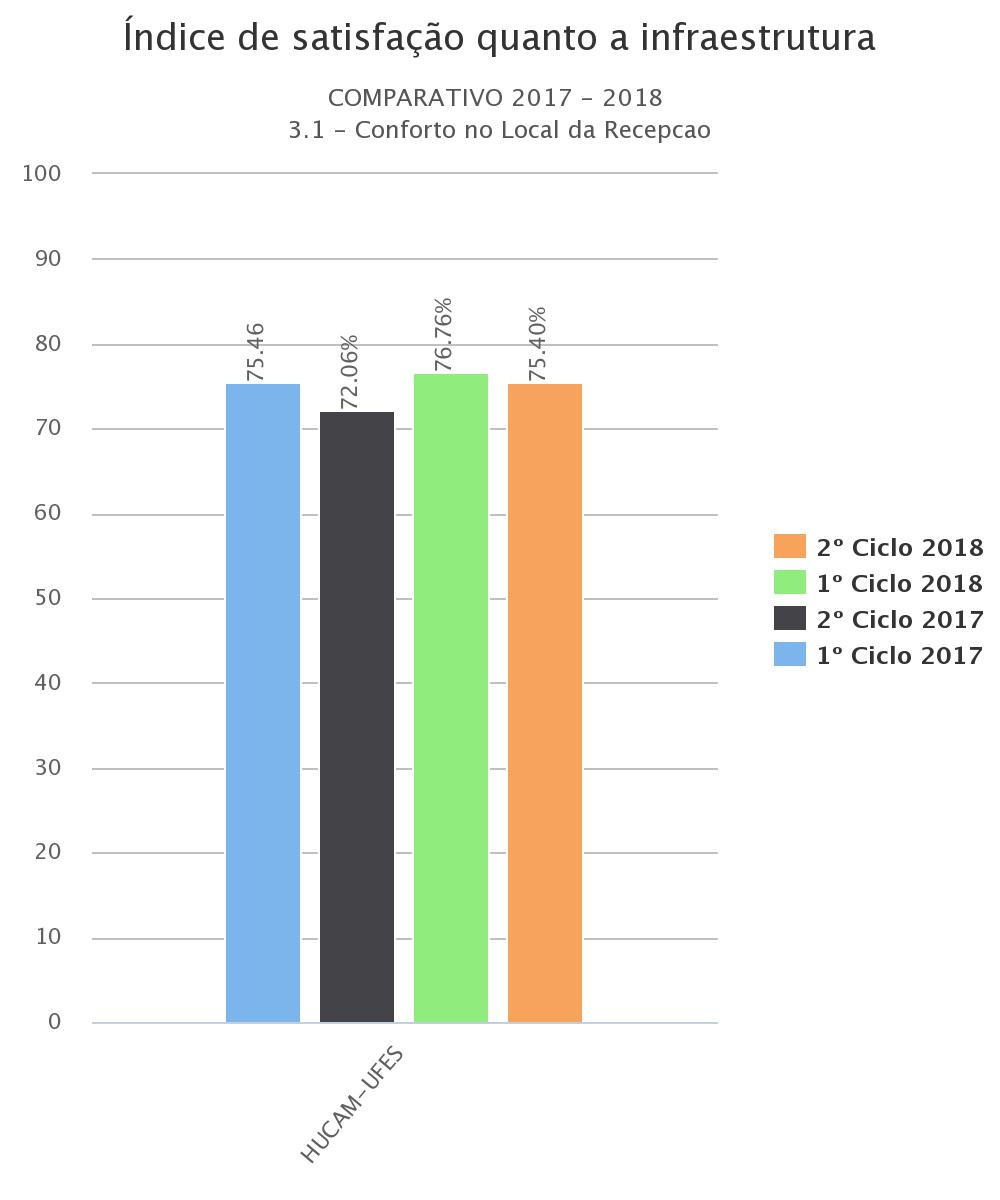 Índice de satisfação quanto a infraestrutura
COMPARATIVO 2017 – 2018
3.1 – Conforto no Local da Recepcao
100
90
80
70
60
50
40
30
20
10
0
75.46
72.06%
76.76%
75.40%
HUCAM–UFES
2º Ciclo 2018
1º Ciclo 2018
2º Ciclo 2017
1º Ciclo 2017